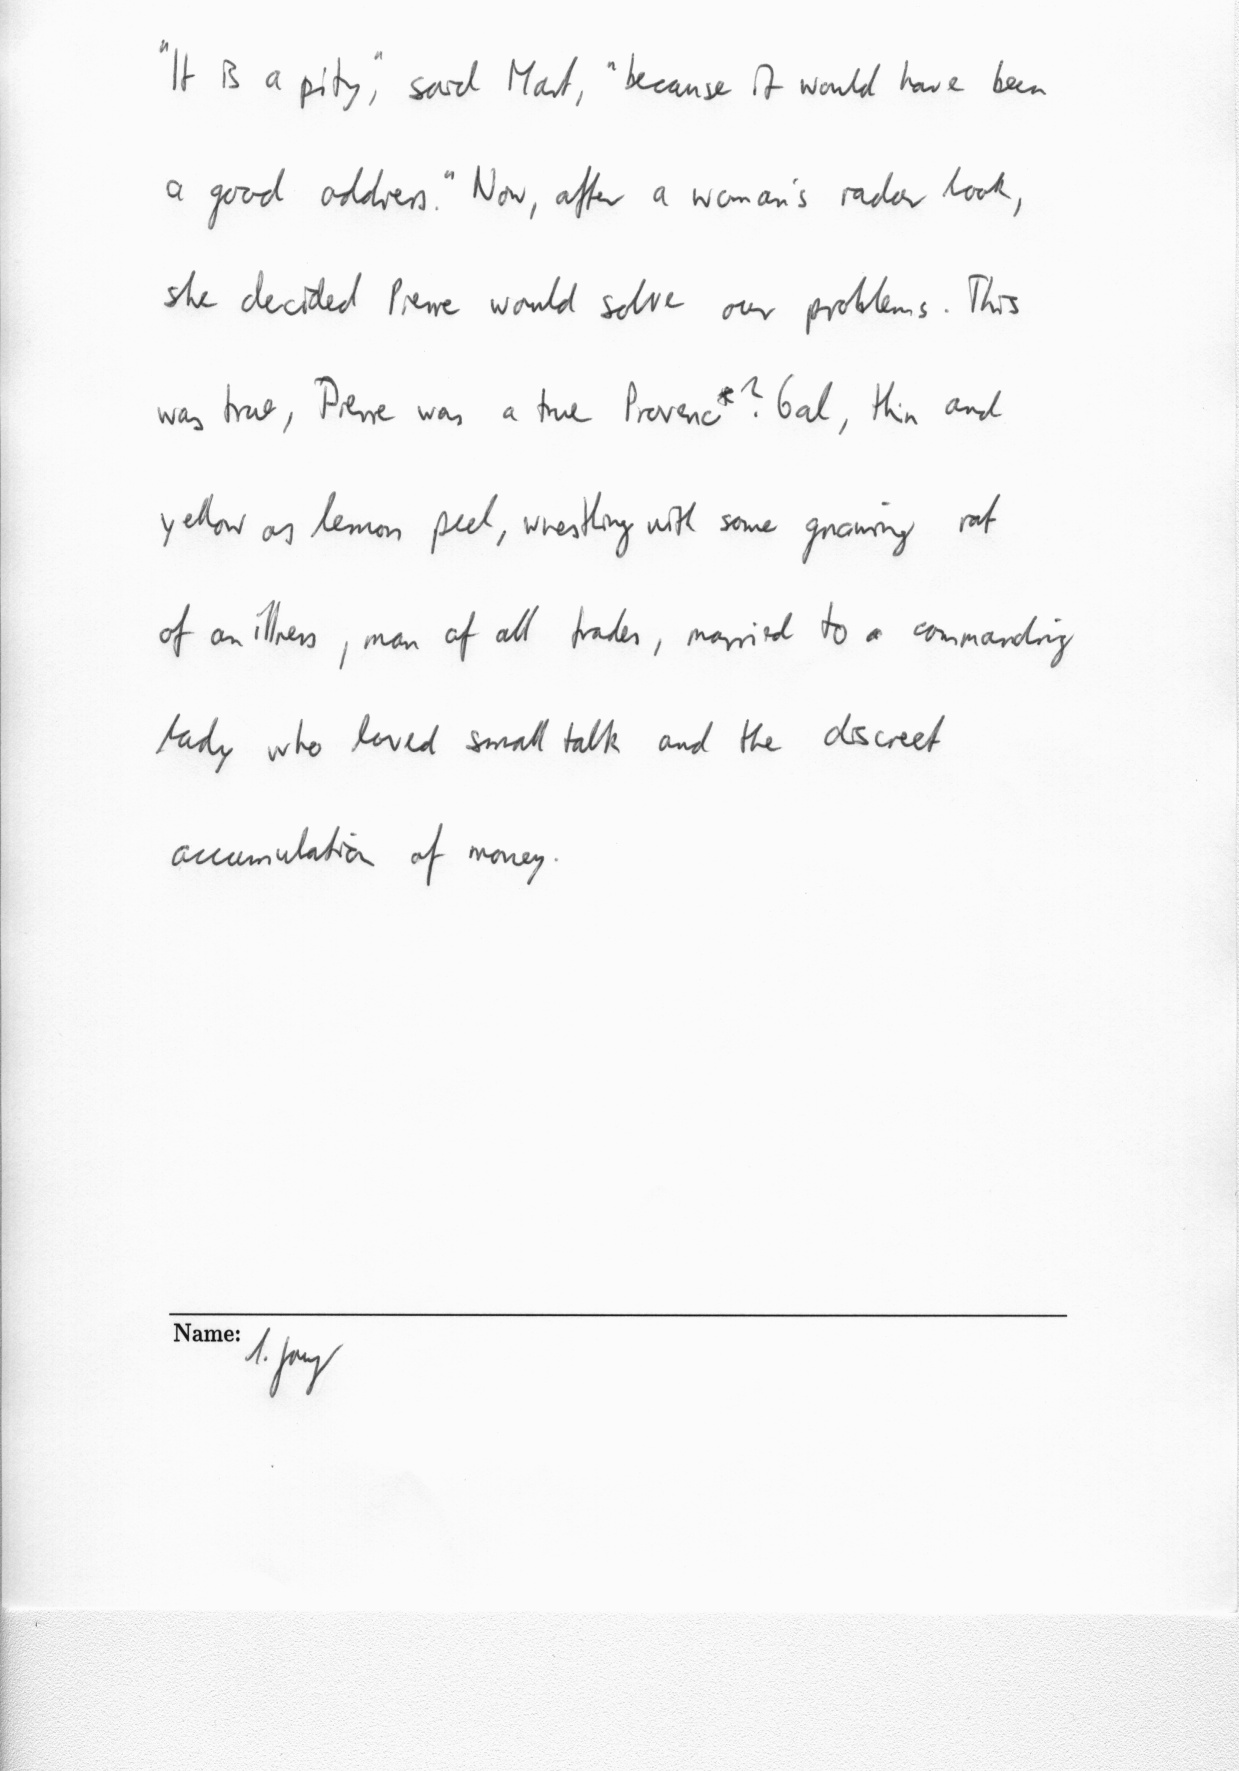 "It is a pity," said Mart, "because it would have been
a good address." Now, after a woman's radar look,
she decided Pierre would solve our problems. This
was true, Pierre was a true Provenc*?6al, thin and
yellow as lemon peel, wrestling with some gnawing rat
of an illness, man of all trades, married to a commanding
lady who loved small talk and the discreet
accumulation of money.
Name: